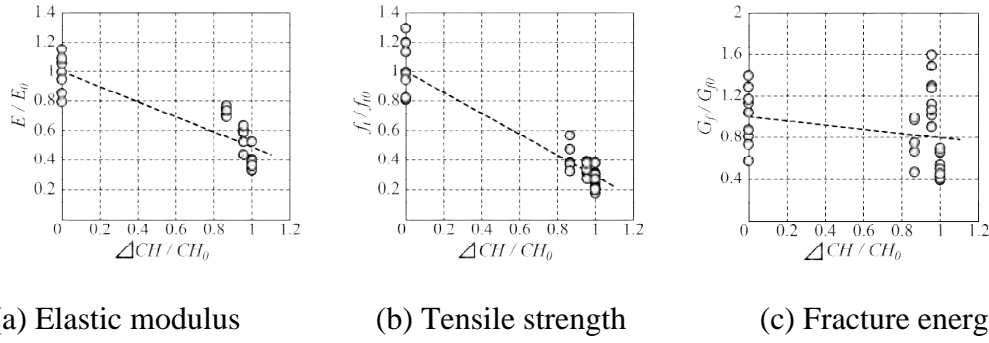 1.4
1.2
1
0.8
0.6
0.4
0.2
E / E0
0 0.2 0.4 0.6 0.8 1 1.2
⊿CH / CH0
(a) Elastic modulus
1.4
1.2
1
0.8
0.6
0.4
0.2
ft / ft0
0 0.2 0.4 0.6 0.8 1 1.2
⊿CH / CH0
(b) Tensile strength
2
1.6
1.2
0.8
0.4
Gf / Gf0
0 0.2 0.4 0.6 0.8 1 1.2
⊿CH / CH0
(c) Fracture energ